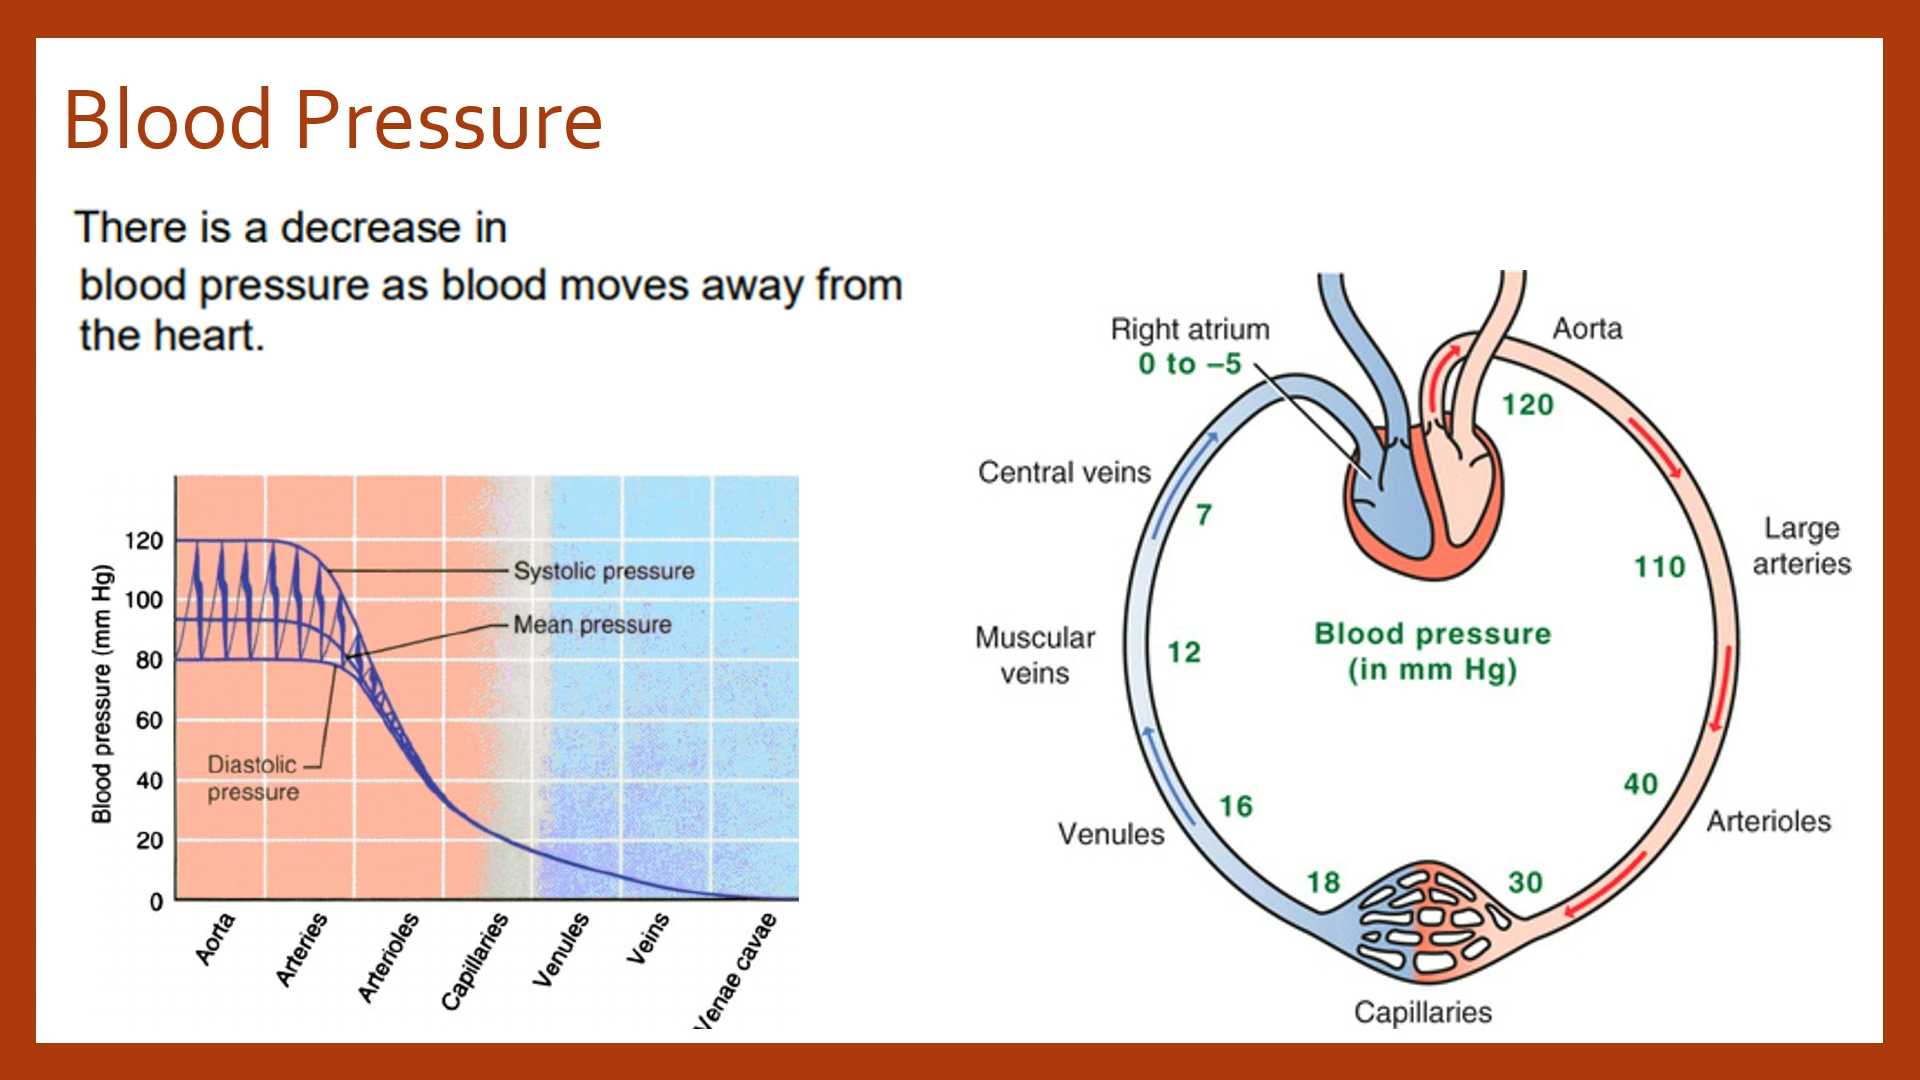 Blood Pressure
There is a decrease in
blood pressure as blood moves away from
the heart.
Blood pressure (mm Hg)
120
100
80
60
40
20
0
Systolic pressure
Mean pressure
Diastolic
pressure
Aorta
Arteries
Arterioles
Capillaries
Venules
Veins
Venae cavae
Right atrium
0 to –5
Aorta
120
Central veins
7
Large
arteries
110
Muscular
veins
12
Blood pressure
(in mm Hg)
40
Arterioles
16
Venules
18
30
Capillaries